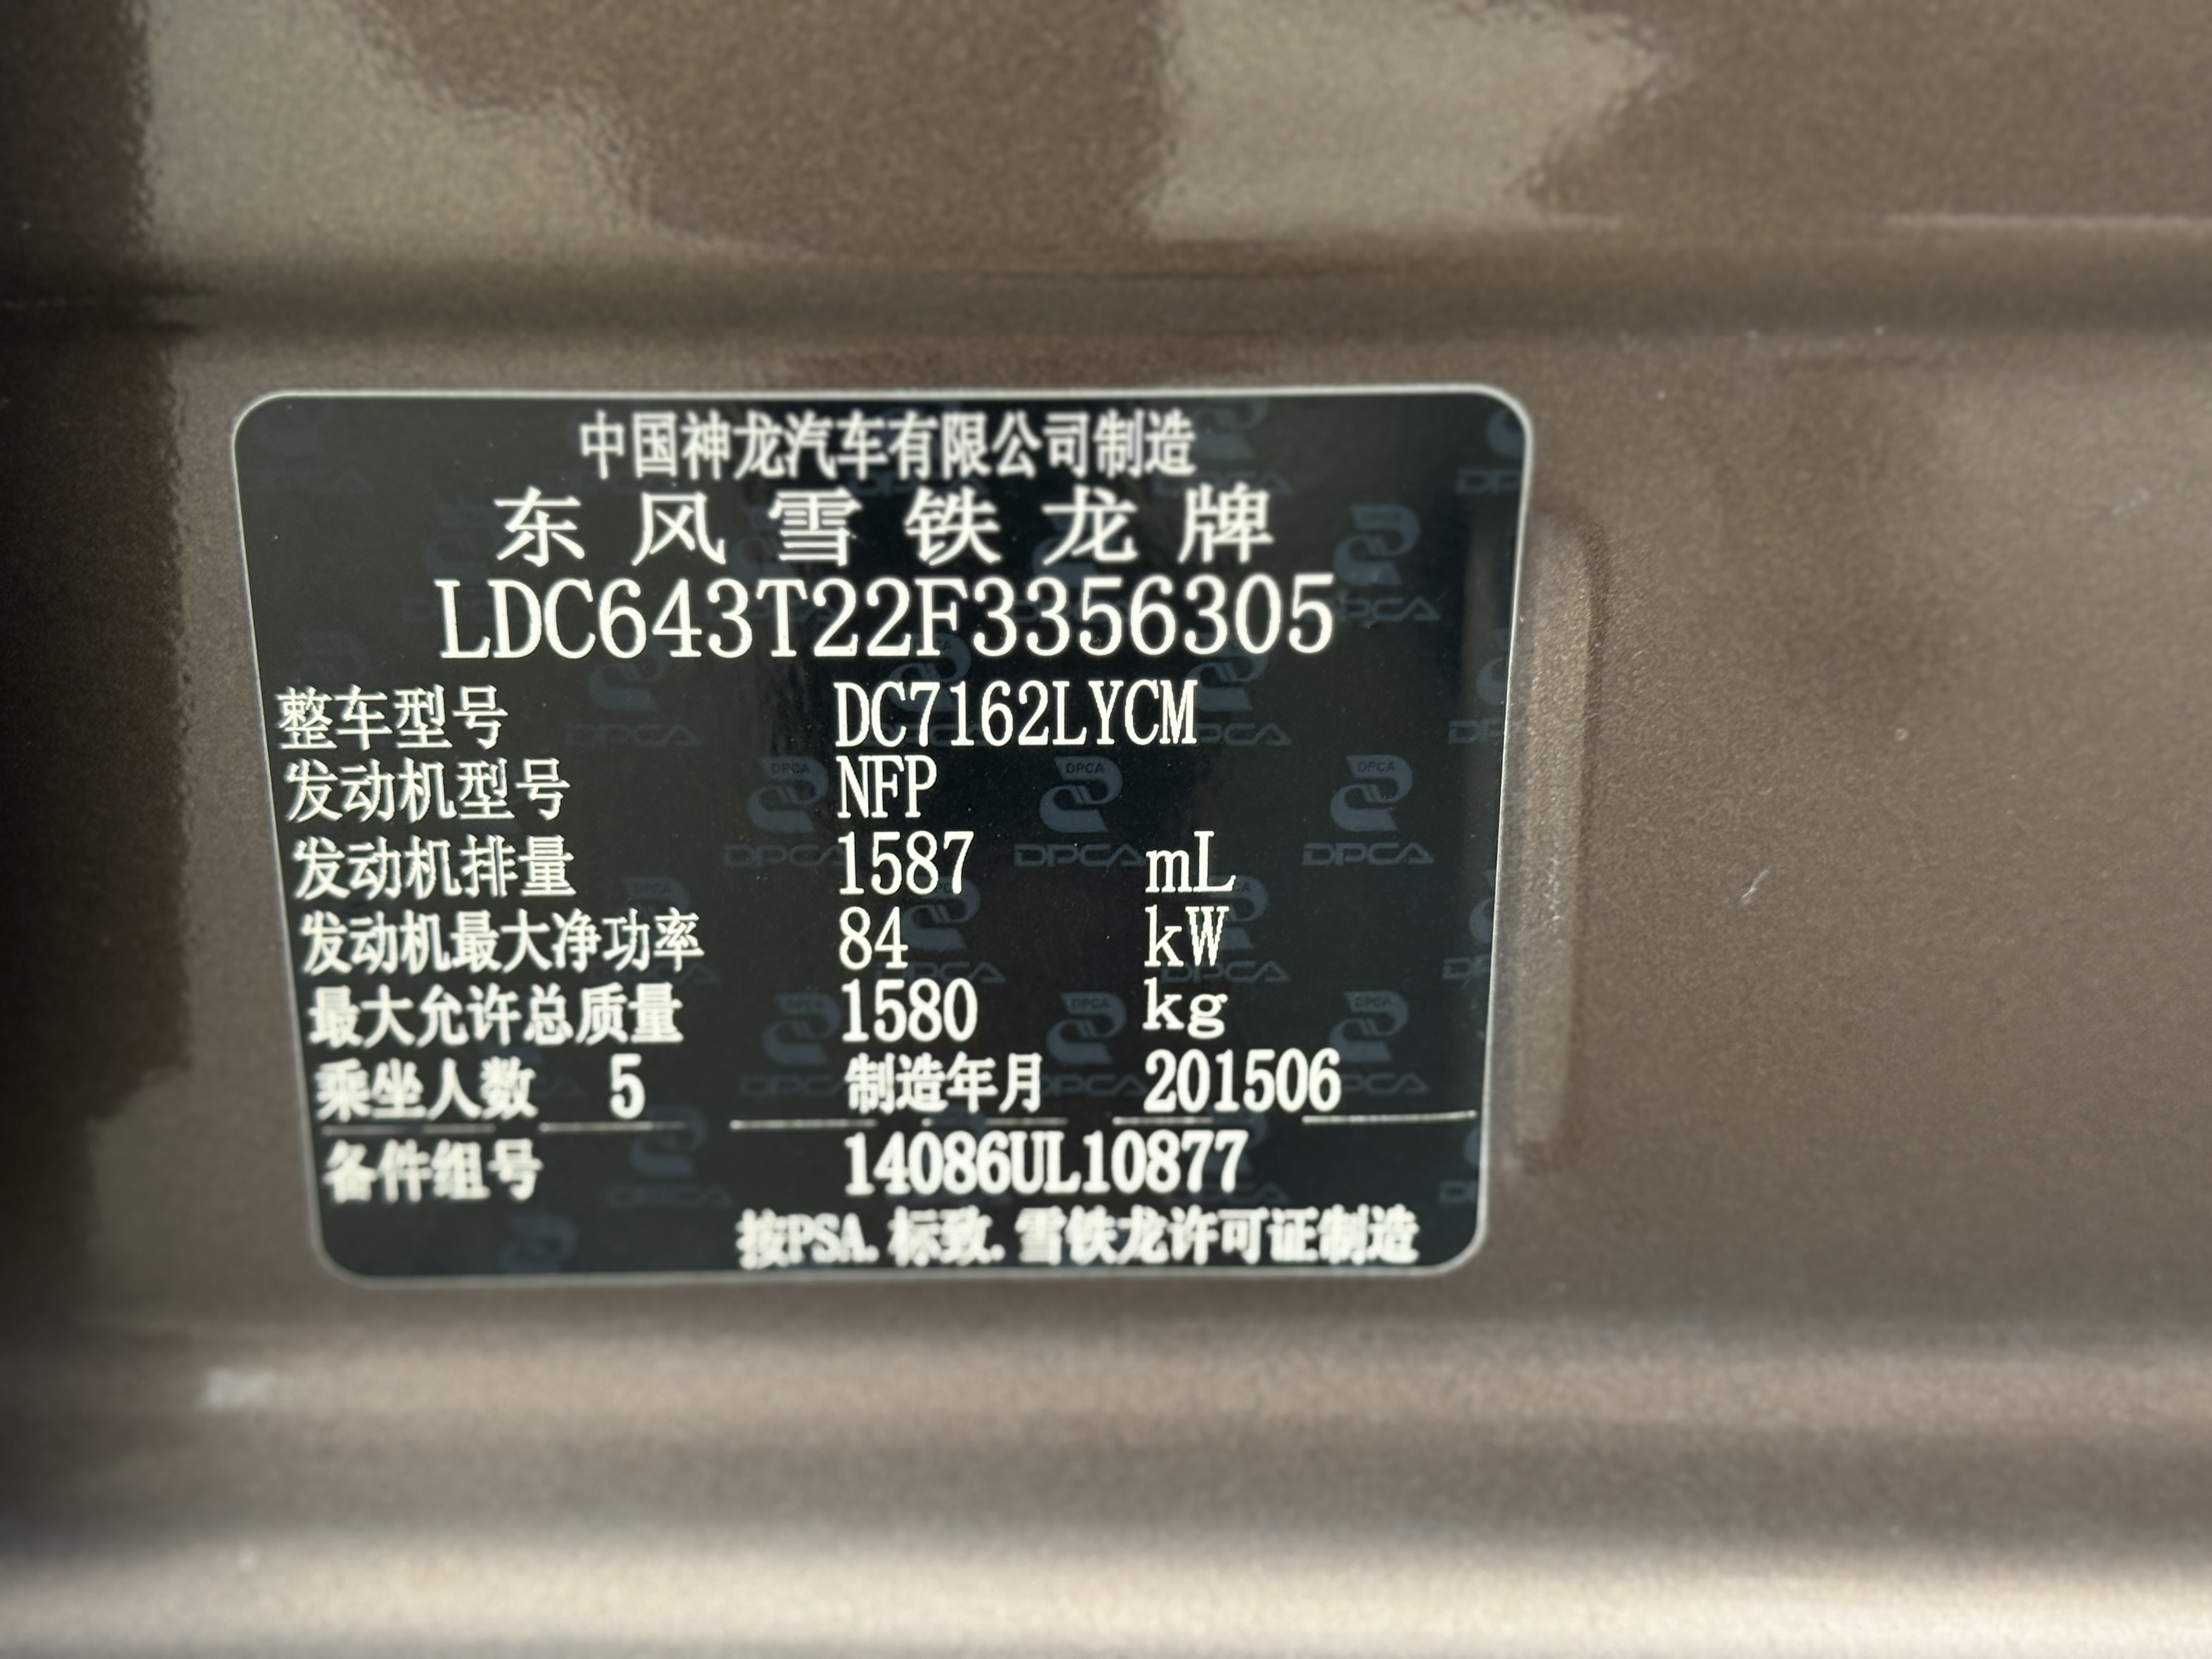 中国神龙汽车有限公司制造
东风雪铁龙牌
LDC643T22F3356305
整车型号 DC7162LYCM
发动机型号 NFP
发动机排量 1587 mL
发动机最大净功率 84 kW
最大允许总质量 1580 kg
乘坐人数 5 制造年月 201506
备件组号 14086UL10877
按PSA.标致.雪铁龙许可证制造